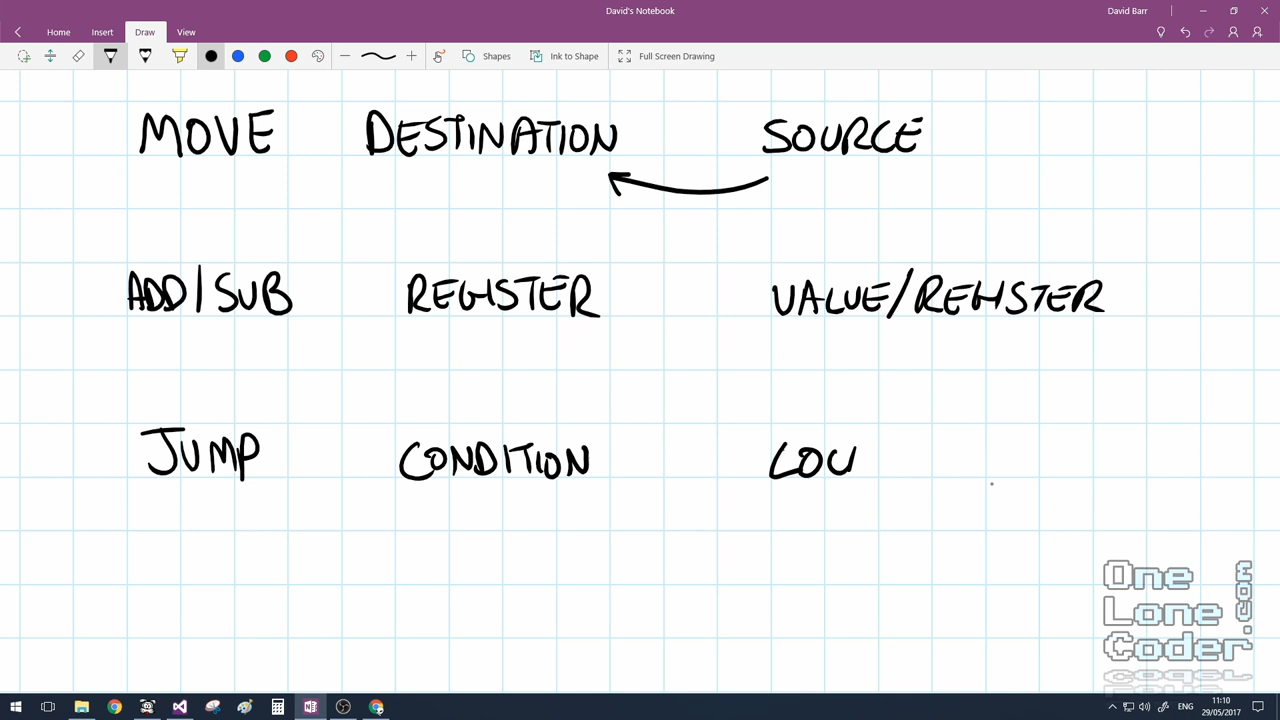 David's Notebook
David Barr
Home Insert Draw View
Shapes Ink to Shape Full Screen Drawing
MOVE DESTINATION SOURCE
ADD/SUB REGISTER VALUE/REGISTER
JUMP CONDITION LOC
One
Lone
Coder
.com
ENG
11:10
29/05/2017